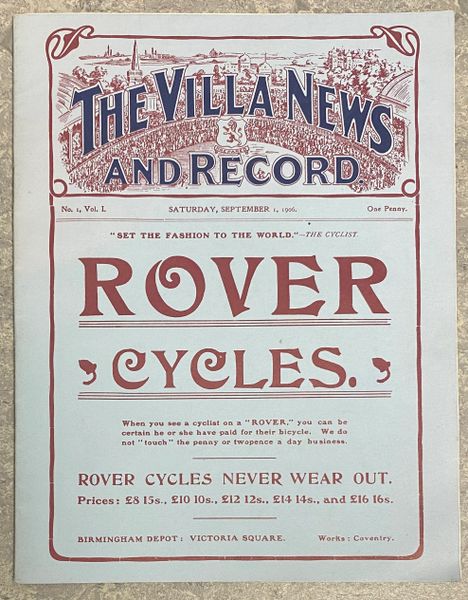 THE VILLA NEWS
AND RECORD.
No. 1, Vol. I. SATURDAY, SEPTEMBER 1, 1906. One Penny.
"SET THE FASHION TO THE WORLD."—THE CYCLIST.
ROVER
CYCLES.
When you see a cyclist on a "ROVER," you can be
certain he or she have paid for their bicycle. We do
not "touch" the penny or twopence a day business.
ROVER CYCLES NEVER WEAR OUT.
Prices: £8 15s., £10 10s., £12 12s., £14 14s., and £16 16s.
BIRMINGHAM DEPOT: VICTORIA SQUARE. Works: Coventry.